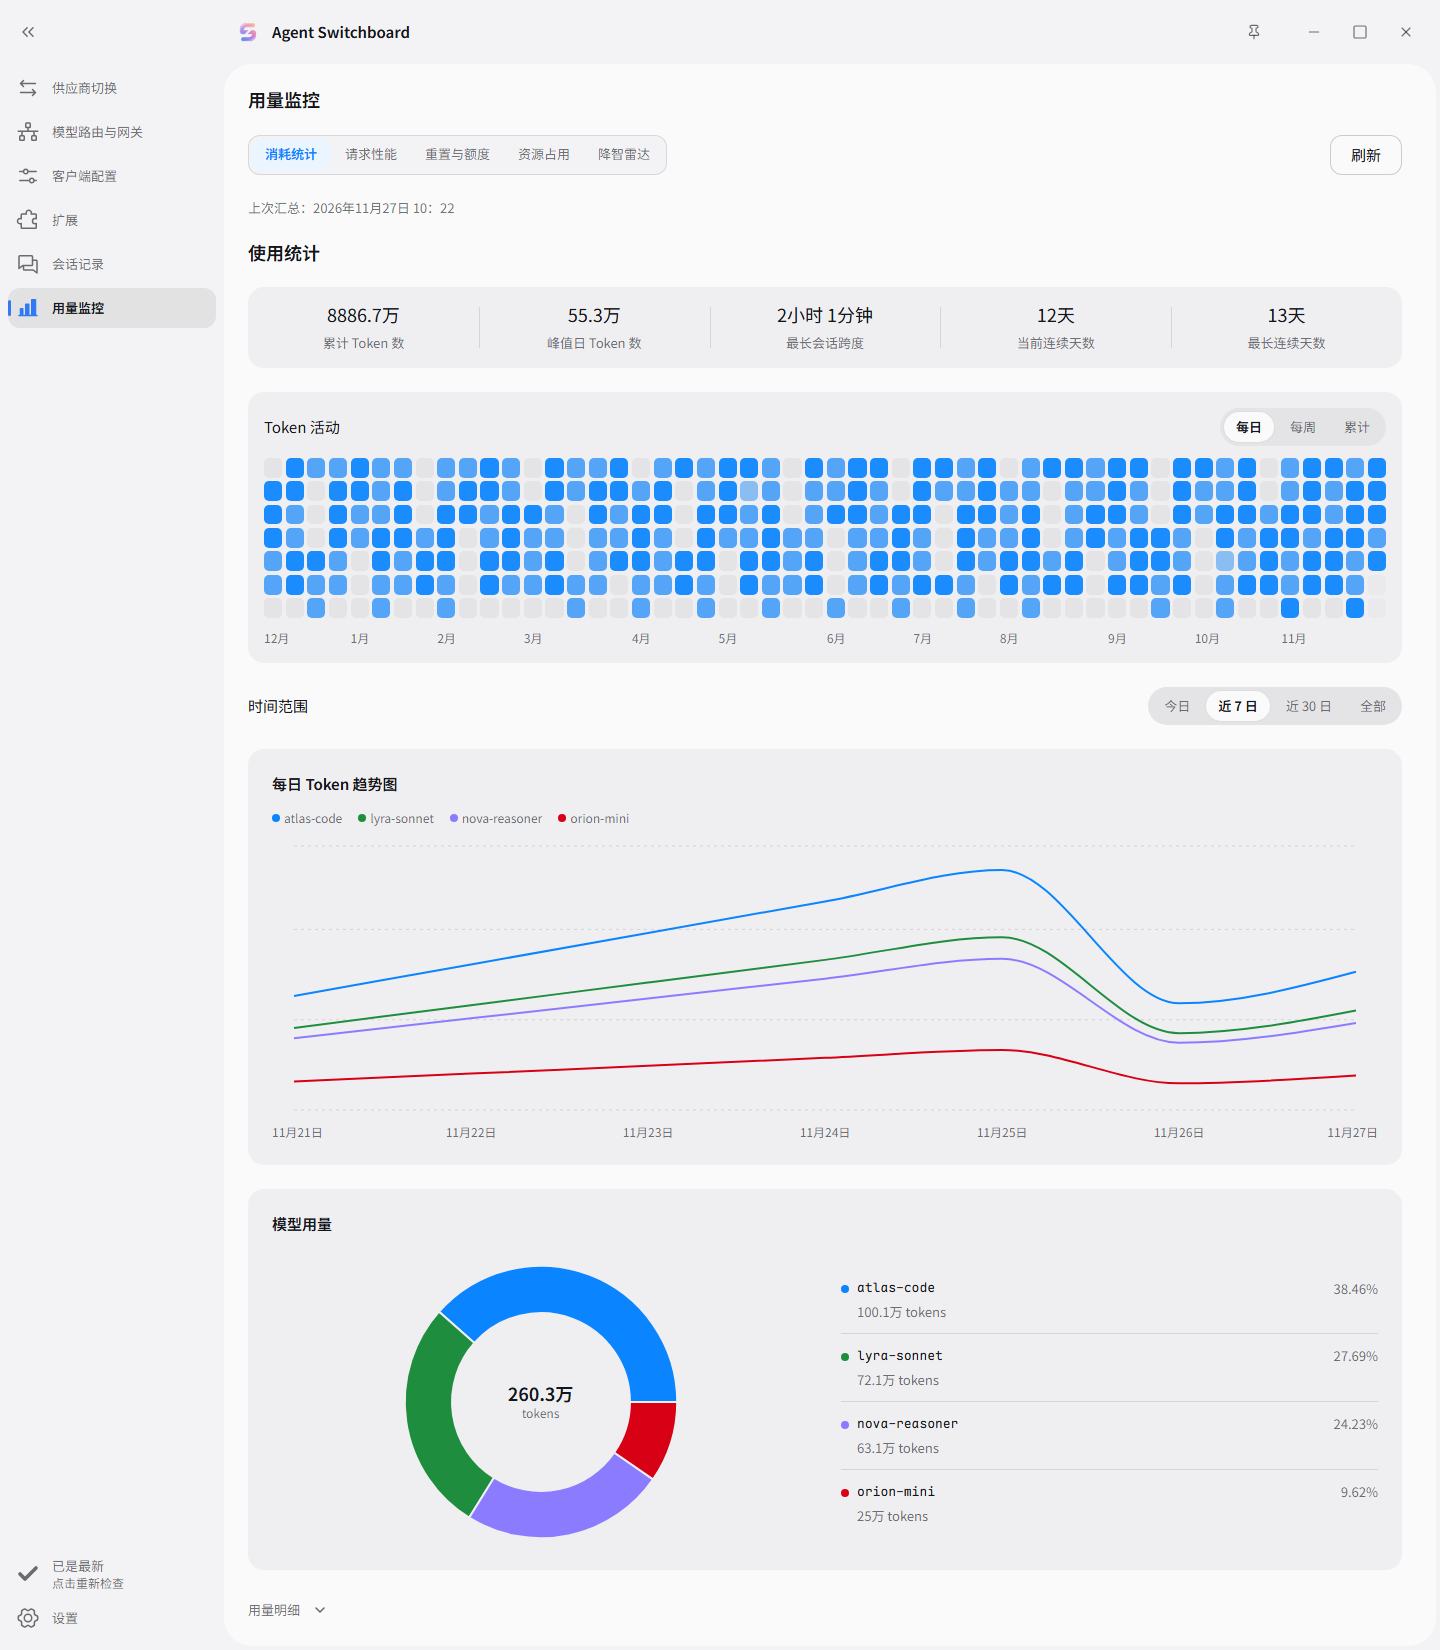 Agent Switchboard
供应商切换
模型路由与网关
客户端配置
扩展
会话记录
用量监控
已是最新
点击重新检查
设置
用量监控
消耗统计 请求性能 重置与额度 资源占用 降智雷达
刷新
上次汇总：2026年11月27日 10：22
使用统计
8886.7万 55.3万 2小时 1分钟 12天 13天
累计 Token 数 峰值日 Token 数 最长会话跨度 当前连续天数 最长连续天数
Token 活动
每日 每周 累计
12月 1月 2月 3月 4月 5月 6月 7月 8月 9月 10月 11月
时间范围
今日 近 7 日 近 30 日 全部
每日 Token 趋势图
atlas-code lyra-sonnet nova-reasoner orion-mini
11月21日 11月22日 11月23日 11月24日 11月25日 11月26日 11月27日
模型用量
260.3万
tokens
atlas-code 38.46%
100.1万 tokens
lyra-sonnet 27.69%
72.1万 tokens
nova-reasoner 24.23%
63.1万 tokens
orion-mini 9.62%
25万 tokens
用量明细